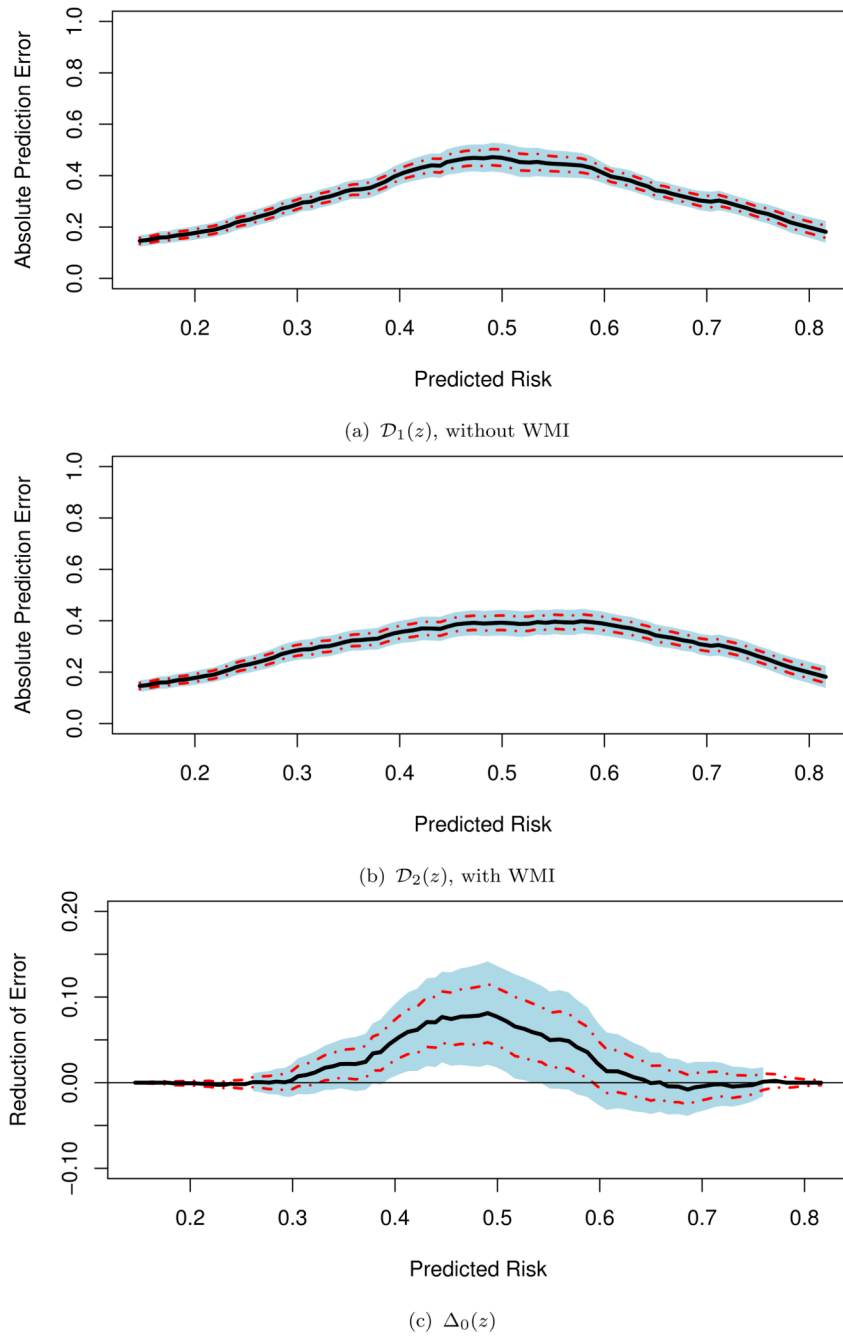 Absolute Prediction Error
1.0
0.8
0.6
0.4
0.2
0.0
0.2 0.3 0.4 0.5 0.6 0.7 0.8
Predicted Risk
(a) 𝒟₁(z), without WMI
Absolute Prediction Error
1.0
0.8
0.6
0.4
0.2
0.0
0.2 0.3 0.4 0.5 0.6 0.7 0.8
Predicted Risk
(b) 𝒟₂(z), with WMI
Reduction of Error
0.20
0.10
0.00
−0.10
0.2 0.3 0.4 0.5 0.6 0.7 0.8
Predicted Risk
(c) Δ₀(z)